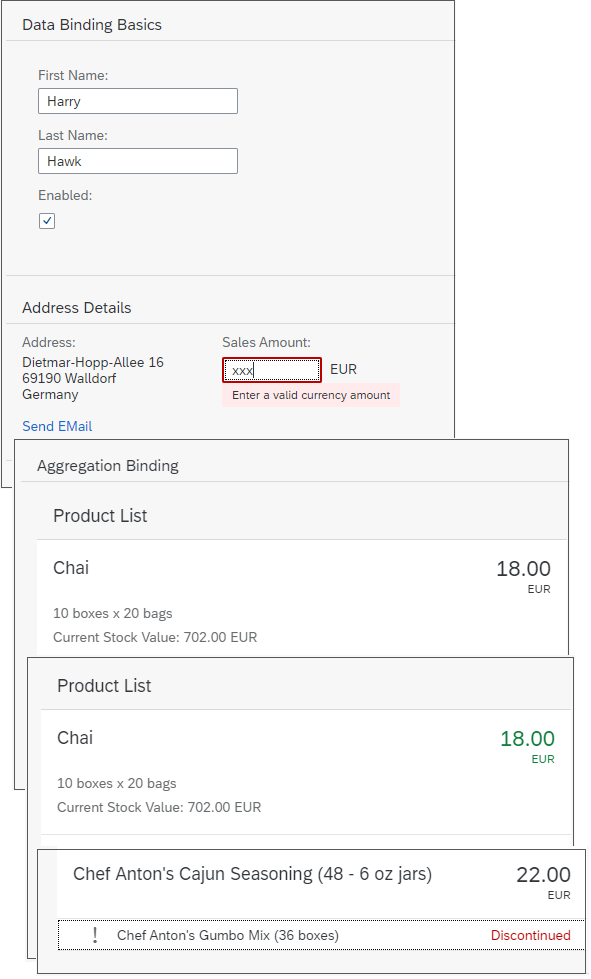 Data Binding Basics
First Name:
Harry
Last Name:
Hawk
Enabled:
Address Details
Address:
Dietmar-Hopp-Allee 16
69190 Walldorf
Germany
Send EMail
Sales Amount:
xxx EUR
Enter a valid currency amount
Aggregation Binding
Product List
Chai 18.00
EUR
10 boxes x 20 bags
Current Stock Value: 702.00 EUR
Product List
Chai 18.00
EUR
10 boxes x 20 bags
Current Stock Value: 702.00 EUR
Chef Anton's Cajun Seasoning (48 - 6 oz jars) 22.00
EUR
! Chef Anton's Gumbo Mix (36 boxes) Discontinued